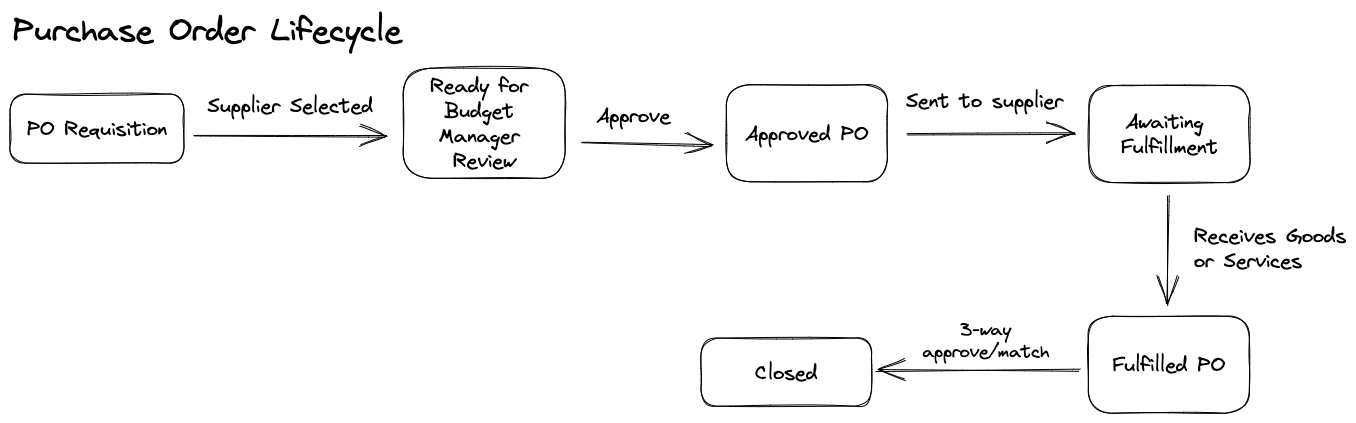 Purchase Order Lifecycle
PO Requisition
Supplier Selected
Ready for
Budget
Manager
Review
Approve
Approved PO
Sent to supplier
Awaiting
Fulfillment
Receives Goods
or Services
Fulfilled PO
3-way
approve/match
Closed